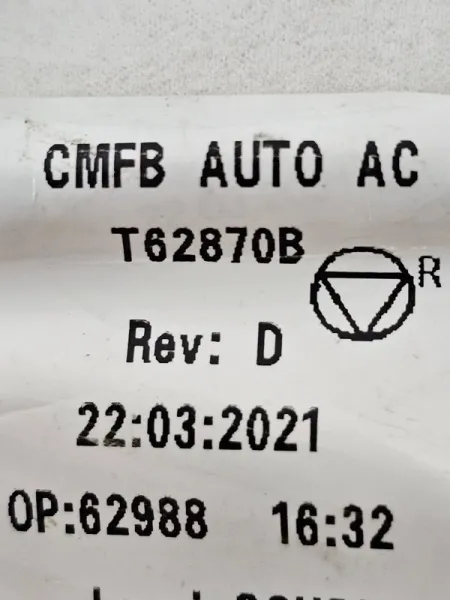 CMFB AUTO AC
T62870B
R
Rev: D
22:03:2021
OP:62988 16:32